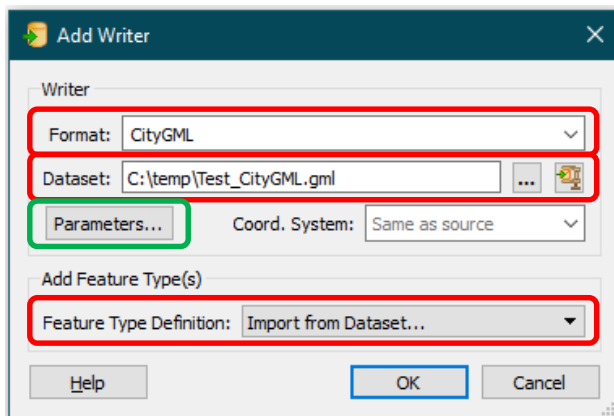 Add Writer
Writer
Format: CityGML
Dataset: C:\temp\Test_CityGML.gml ...
Parameters... Coord. System: Same as source
Add Feature Type(s)
Feature Type Definition: Import from Dataset...
Help OK Cancel